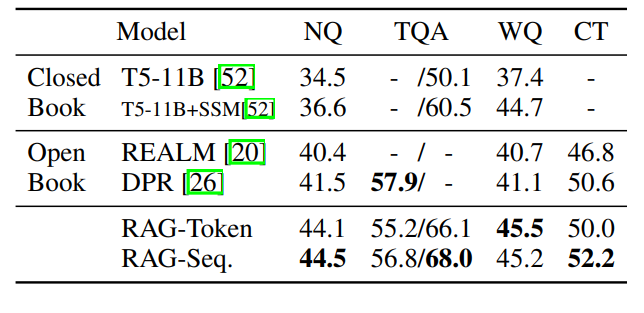 Model NQ TQA WQ CT
Closed T5-11B [52] 34.5 - /50.1 37.4 -
Book T5-11B+SSM[52] 36.6 - /60.5 44.7 -
Open REALM [20] 40.4 - / - 40.7 46.8
Book DPR [26] 41.5 57.9/ - 41.1 50.6
RAG-Token 44.1 55.2/66.1 45.5 50.0
RAG-Seq. 44.5 56.8/68.0 45.2 52.2